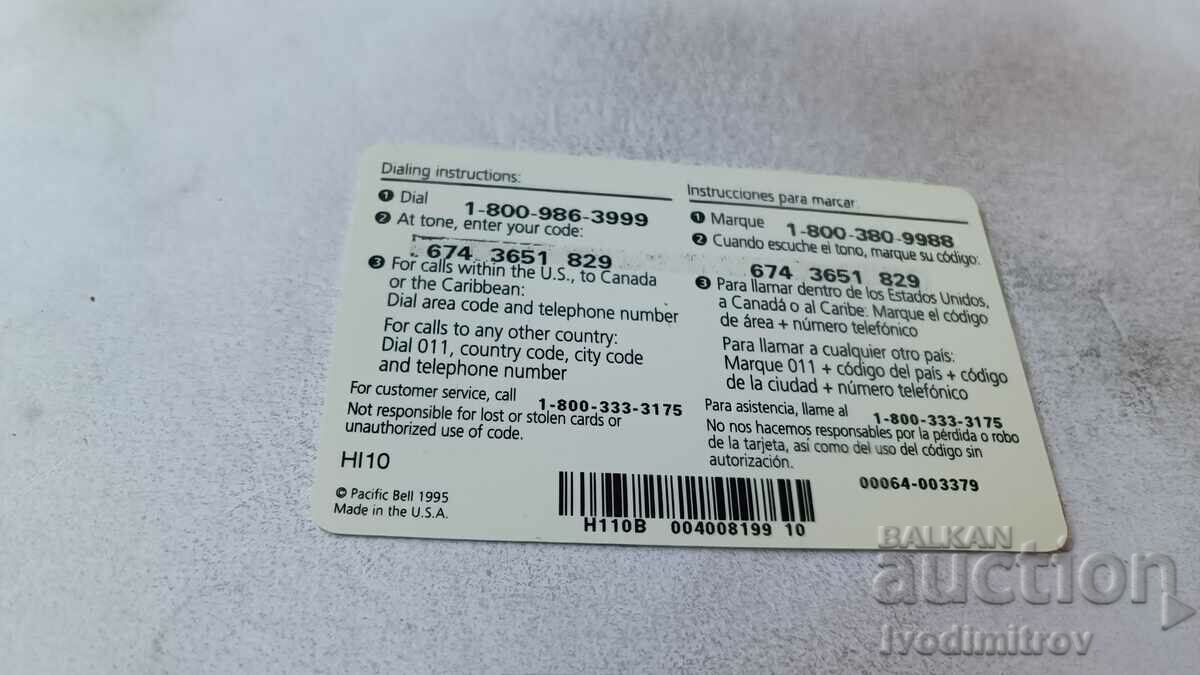 Dialing instructions:
❶ Dial 1-800-986-3999
❷ At tone, enter your code:
674 3651 829
❸ For calls within the U.S., to Canada
or the Caribbean:
Dial area code and telephone number
For calls to any other country:
Dial 011, country code, city code
and telephone number
For customer service, call 1-800-333-3175
Not responsible for lost or stolen cards or
unauthorized use of code.
HI10
© Pacific Bell 1995
Made in the U.S.A.
Instrucciones para marcar:
❶ Marque 1-800-380-9988
❷ Cuando escuche el tono, marque su código:
674 3651 829
❸ Para llamar dentro de los Estados Unidos,
a Canadá o al Caribe: Marque el código
de área + número telefónico
Para llamar a cualquier otro país:
Marque 011 + código del país + código
de la ciudad + número telefónico
Para asistencia, llame al 1-800-333-3175
No nos hacemos responsables por la pérdida o robo
de la tarjeta, así como del uso del código sin
autorización.
00064-003379
H110B 004008199 10
BALKAN
auction
Ivodimitrov